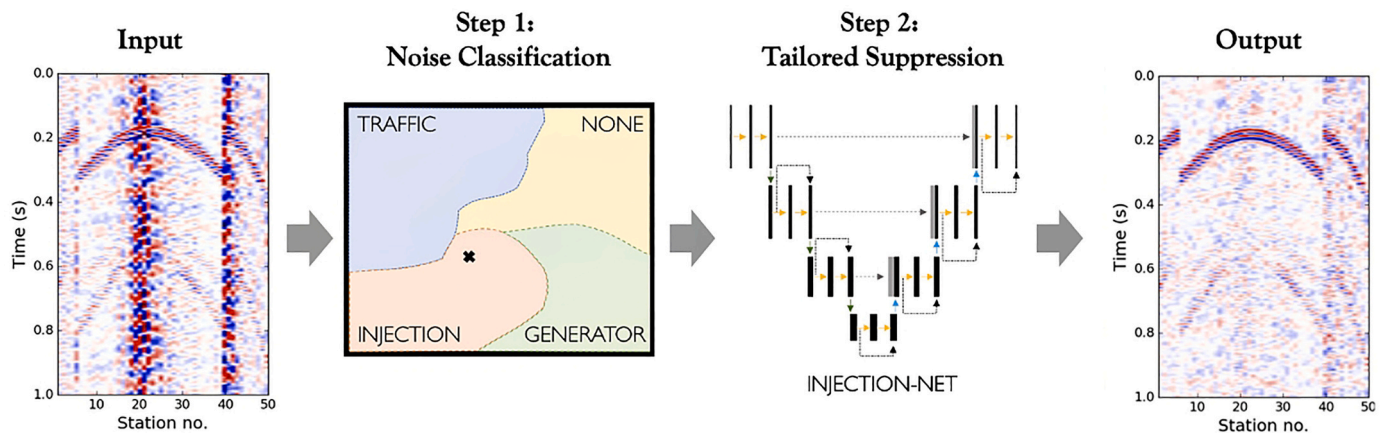 Input
Step 1:
Noise Classification
Step 2:
Tailored Suppression
Output
Time (s)
0.0
0.2
0.4
0.6
0.8
1.0
10 20 30 40 50
Station no.
TRAFFIC NONE
INJECTION GENERATOR
INJECTION-NET
Time (s)
0.0
0.2
0.4
0.6
0.8
1.0
10 20 30 40 50
Station no.